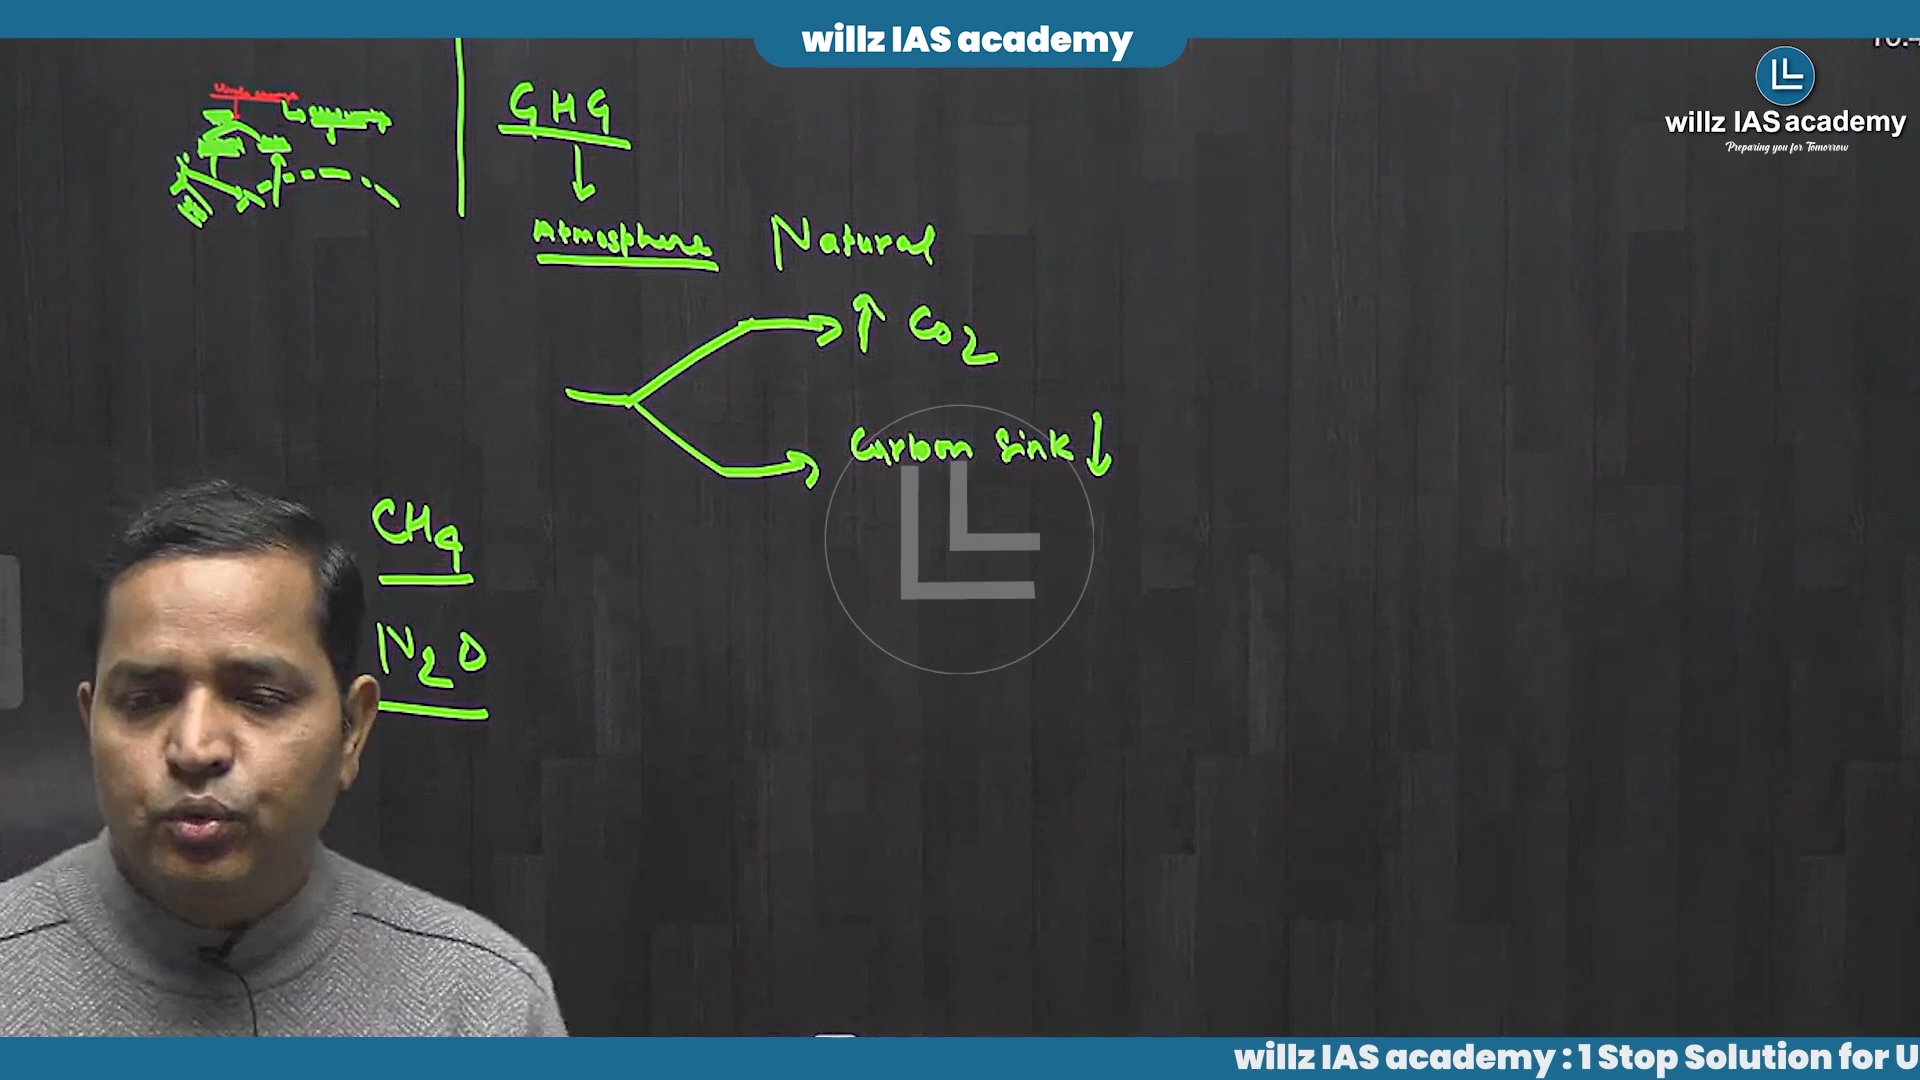 willz IAS academy
willz IAS academy
Preparing you for Tomorrow
GHG
Atmosphere Natural
↑ CO2
Carbon Sink ↓
CH4
N2O
willz IAS academy : 1 Stop Solution for U